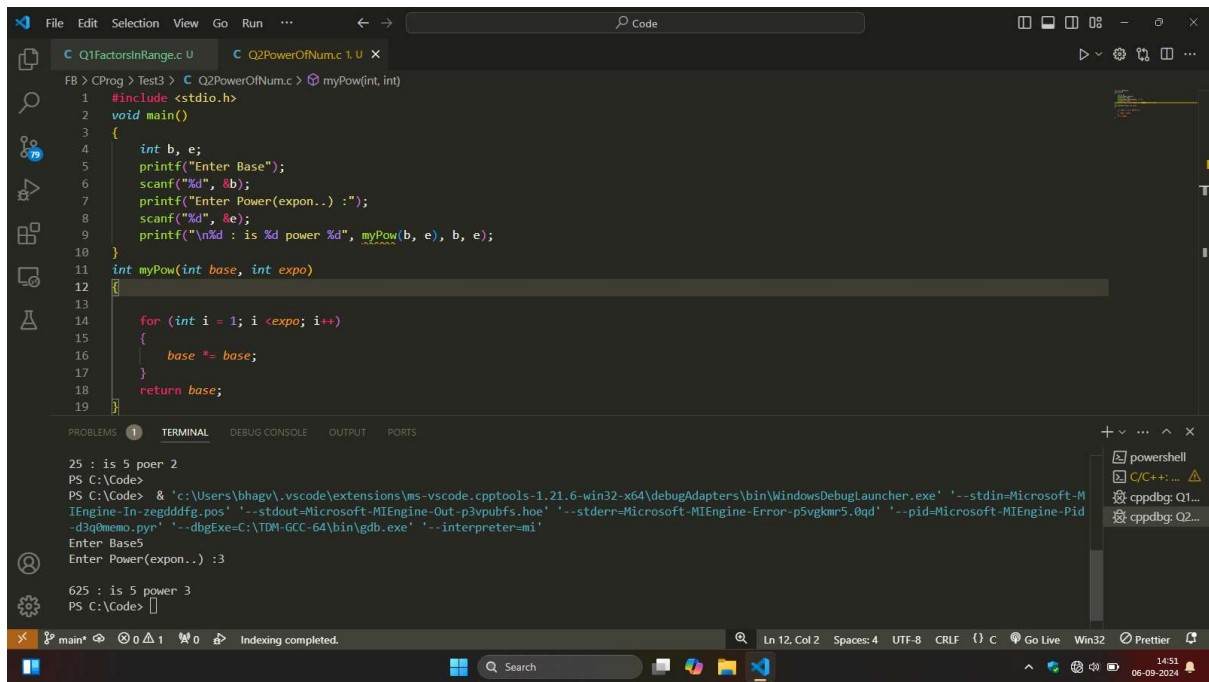 File Edit Selection View Go Run ··· ← → Code
C Q1FactorsInRange.c U C Q2PowerOfNum.c 1, U ×
FB > CProg > Test3 > C Q2PowerOfNum.c > myPow(int, int)
1 #include <stdio.h>
2 void main()
3 {
4 int b, e;
5 printf("Enter Base");
6 scanf("%d", &b);
7 printf("Enter Power(expon..) :");
8 scanf("%d", &e);
9 printf("\n%d : is %d power %d", myPow(b, e), b, e);
10 }
11 int myPow(int base, int expo)
12 {
13
14 for (int i = 1; i <expo; i++)
15 {
16 base *= base;
17 }
18 return base;
19 }
79
PROBLEMS 1 TERMINAL DEBUG CONSOLE OUTPUT PORTS
25 : is 5 poer 2
PS C:\Code>
PS C:\Code> & 'c:\Users\bhagv\.vscode\extensions\ms-vscode.cpptools-1.21.6-win32-x64\debugAdapters\bin\WindowsDebugLauncher.exe' '--stdin=Microsoft-M
IEngine-In-zegdddfg.pos' '--stdout=Microsoft-MIEngine-Out-p3vpubfs.hoe' '--stderr=Microsoft-MIEngine-Error-p5vgkmr5.0qd' '--pid=Microsoft-MIEngine-Pid
-d3q0memo.pyr' '--dbgExe=C:\TDM-GCC-64\bin\gdb.exe' '--interpreter=mi'
Enter Base5
Enter Power(expon..) :3
625 : is 5 power 3
PS C:\Code>
powershell
C/C++: ...
cppdbg: Q1...
cppdbg: Q2...
main* 0 1 0 Indexing completed. Ln 12, Col 2 Spaces: 4 UTF-8 CRLF {} C Go Live Win32 Prettier
Search
14:51
06-09-2024